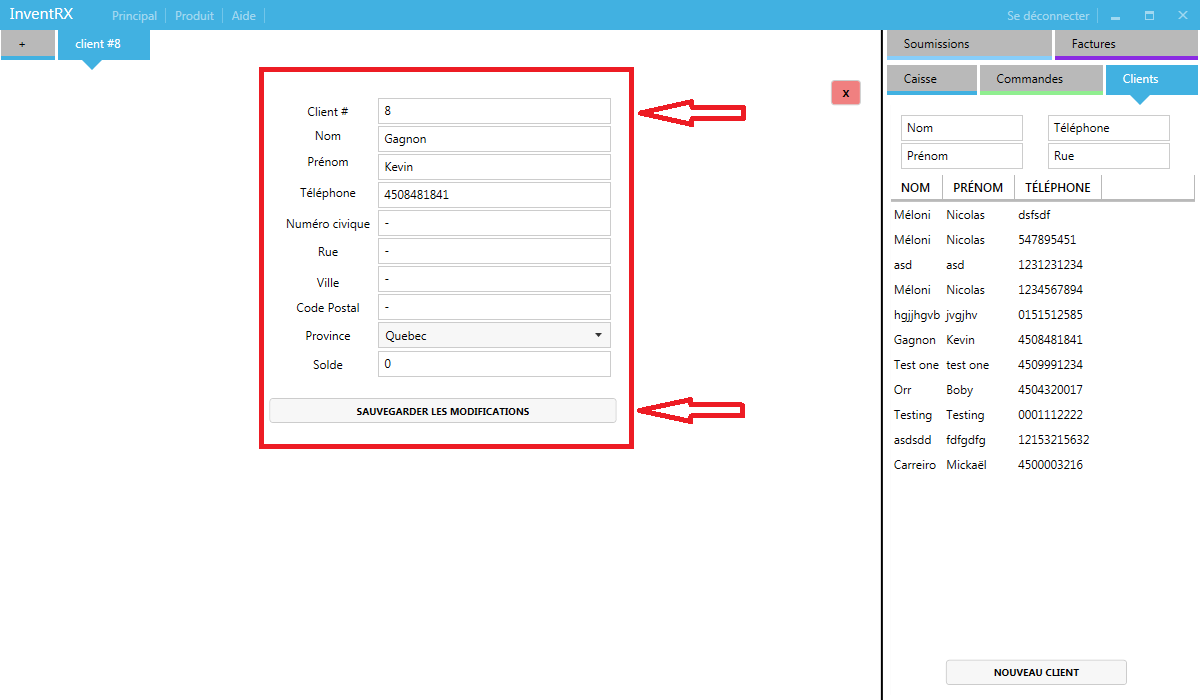 InventRX Principal Produit Aide Se déconnecter
+ client #8
Soumissions Factures
Caisse Commandes Clients
x
Client # 8
Nom Gagnon
Prénom Kevin
Téléphone 4508481841
Numéro civique -
Rue -
Ville -
Code Postal -
Province Quebec
Solde 0
SAUVEGARDER LES MODIFICATIONS
Nom Téléphone
Prénom Rue
NOM PRÉNOM TÉLÉPHONE
Méloni Nicolas dsfsdf
Méloni Nicolas 547895451
asd asd 1231231234
Méloni Nicolas 1234567894
hgjjhgvb jvgjhv 0151512585
Gagnon Kevin 4508481841
Test one test one 4509991234
Orr Boby 4504320017
Testing Testing 0001112222
asdsdd fdfgdfg 12153215632
Carreiro Mickaël 4500003216
NOUVEAU CLIENT